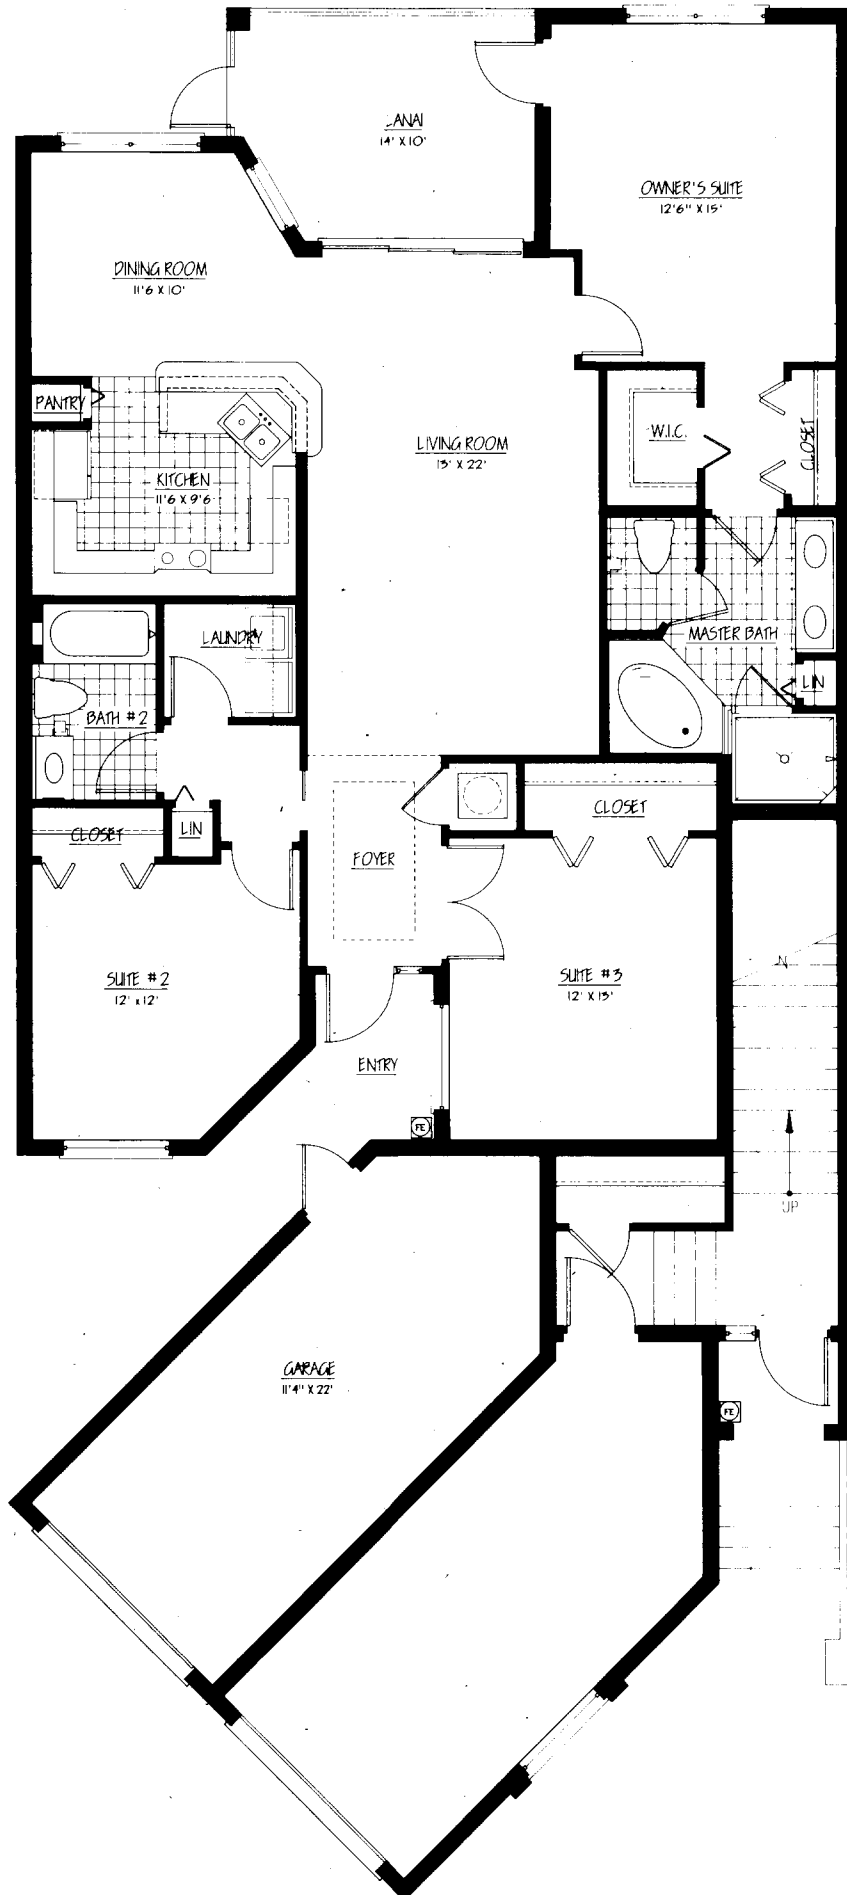 LANAI
14' X 10'
OWNER'S SUITE
12'6" X 15'
DINING ROOM
11'6 X 10'
PANTRY
KITCHEN
11'6 X 9'6
LIVING ROOM
13' X 22'
W.I.C.
CLOSET
MASTER BATH
LIN
LAUNDRY
BATH #2
CLOSET
LIN
FOYER
CLOSET
SUITE #2
12' x 12'
SUITE #3
12' X 13'
ENTRY
FE
UP
GARAGE
11'4" X 22'
FE